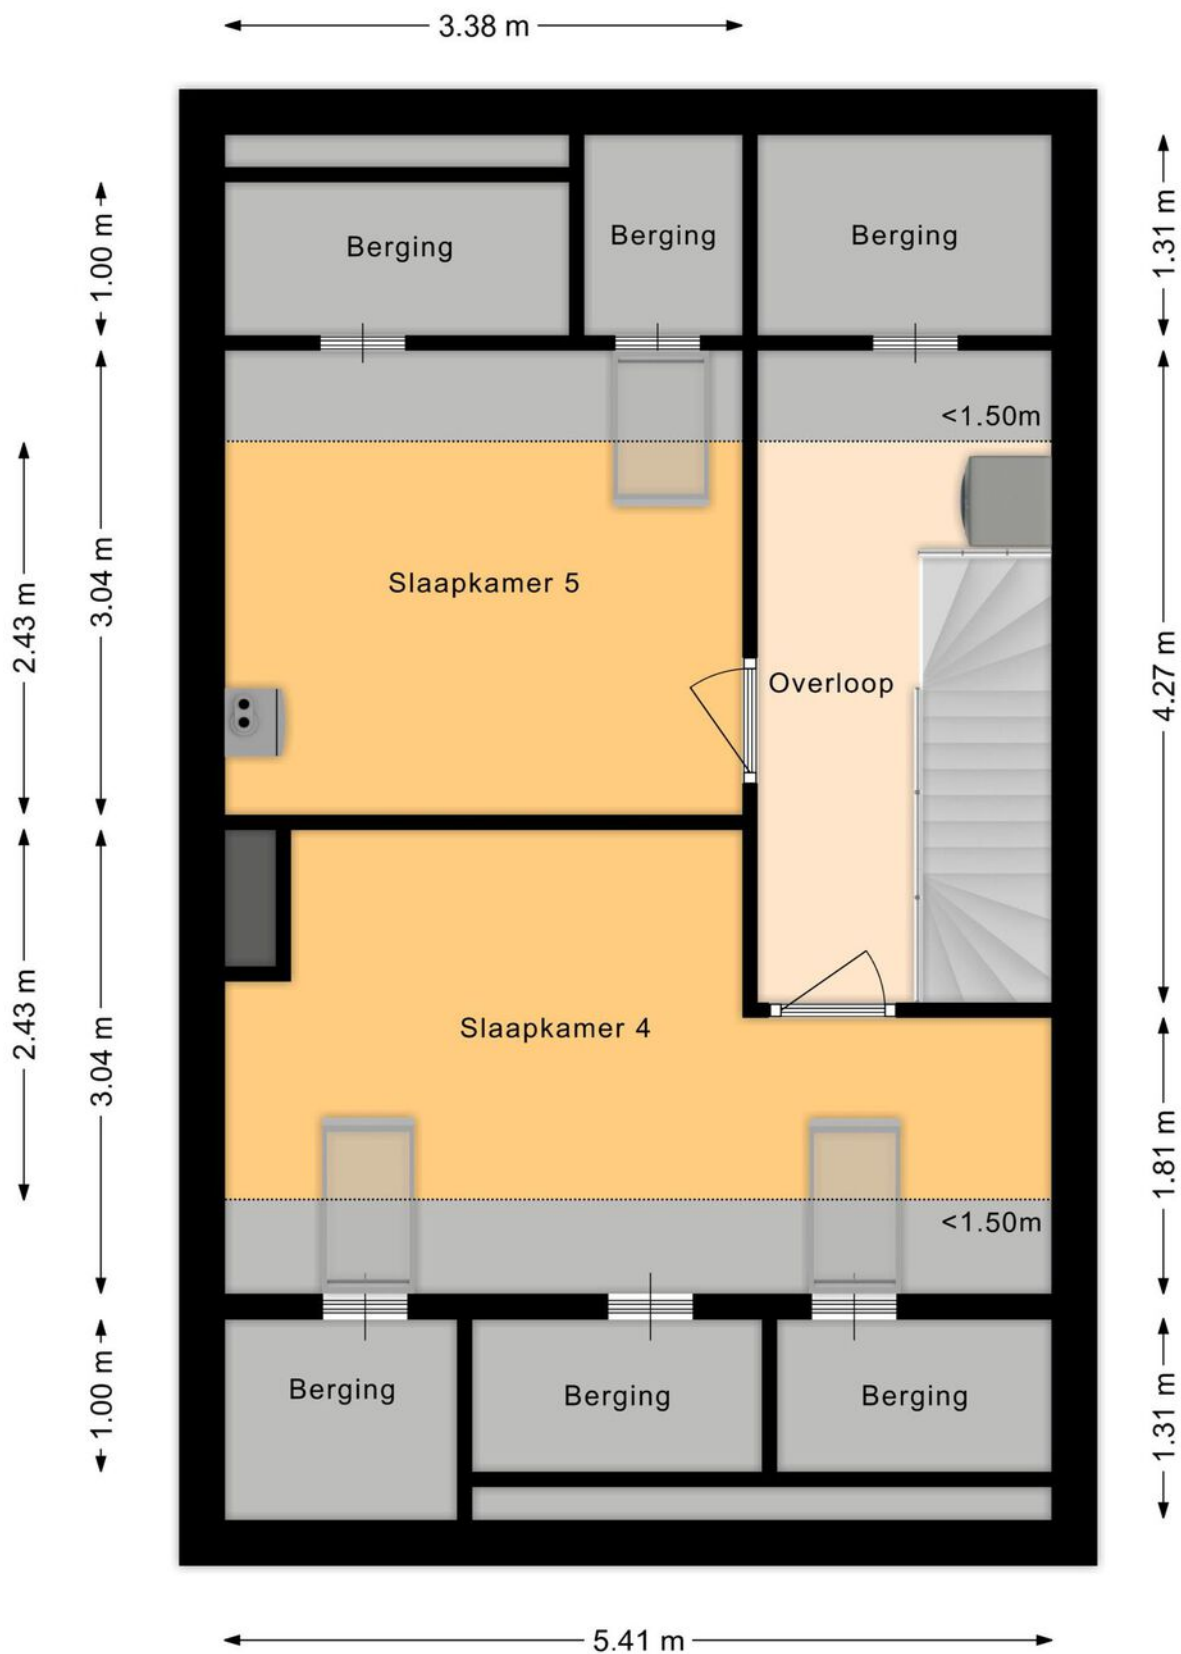 3.38 m
1.00 m
Berging
Berging
Berging
1.31 m
<1.50m
2.43 m
3.04 m
Slaapkamer 5
Overloop
4.27 m
2.43 m
3.04 m
Slaapkamer 4
1.81 m
<1.50m
1.00 m
Berging
Berging
Berging
1.31 m
5.41 m